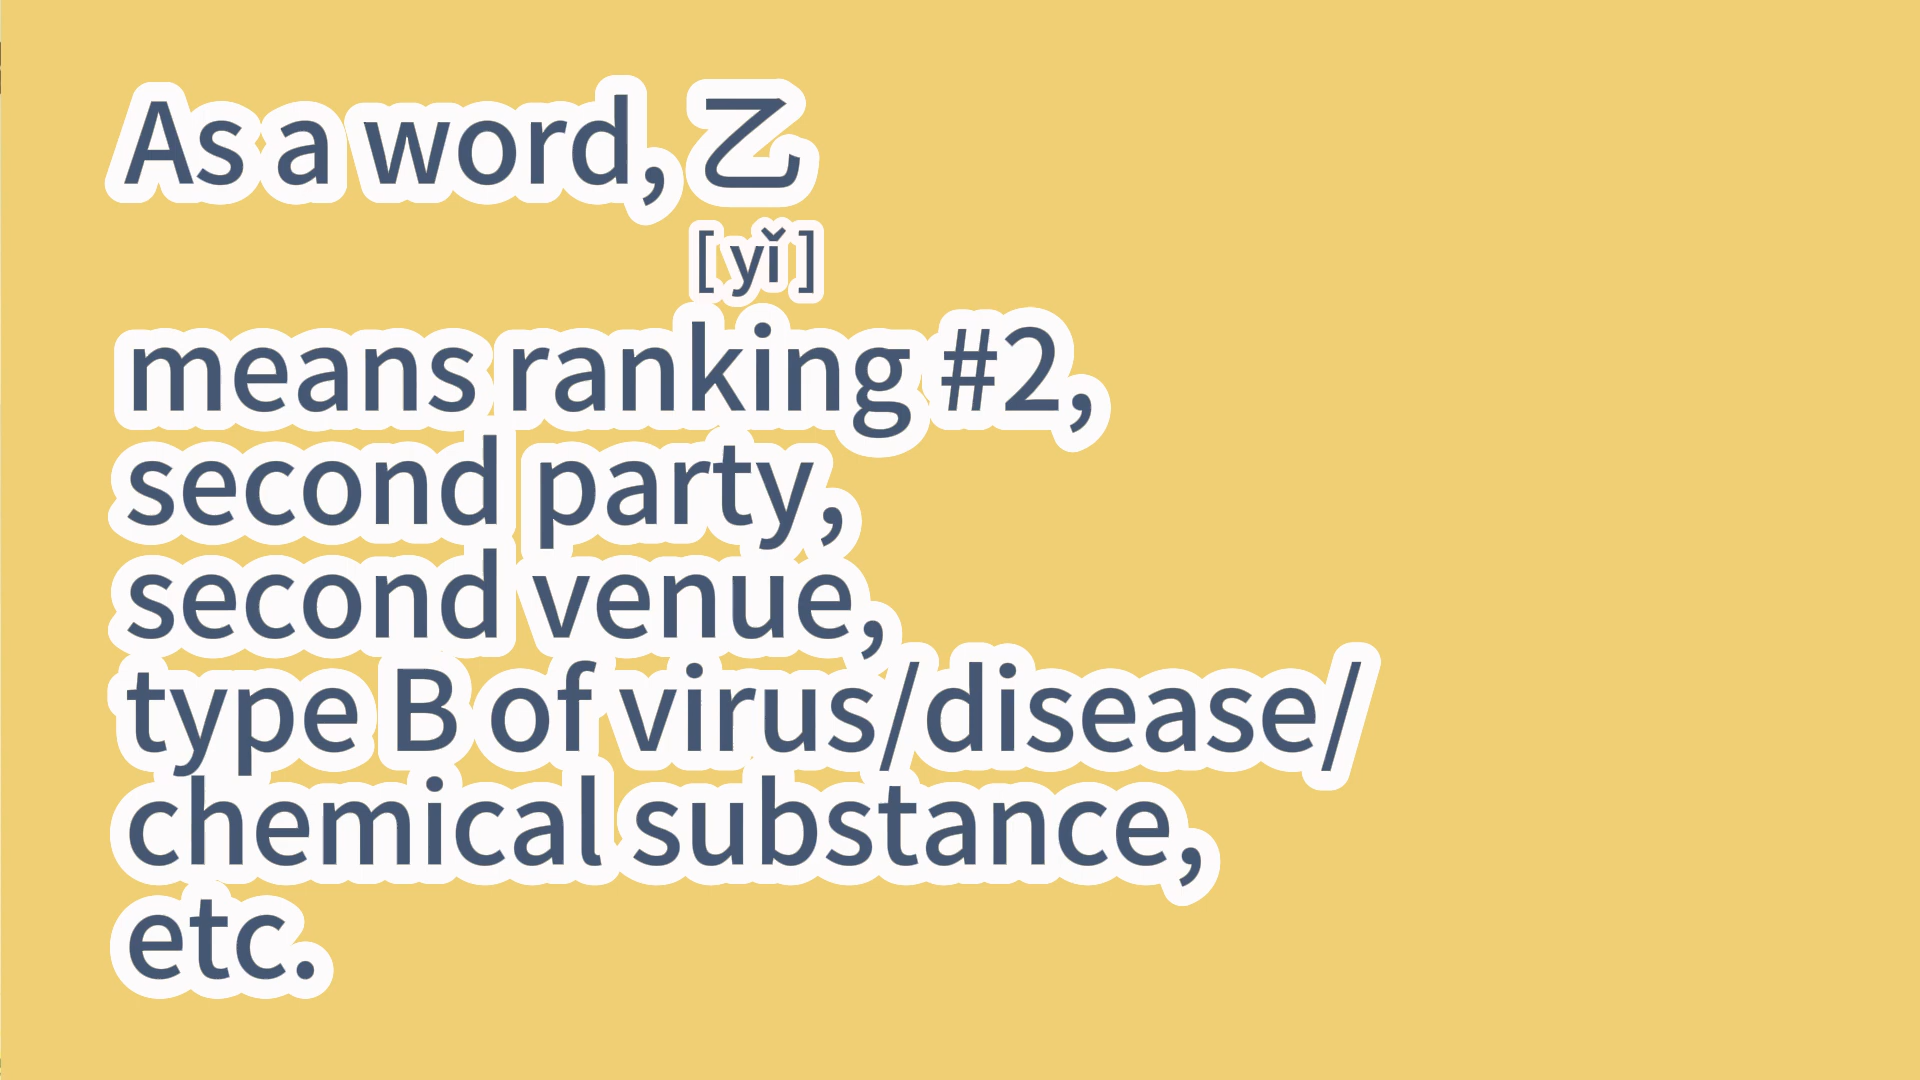 As a word, 乙
[ yǐ ]
means ranking #2,
second party,
second venue,
type B of virus/disease/
chemical substance,
etc.